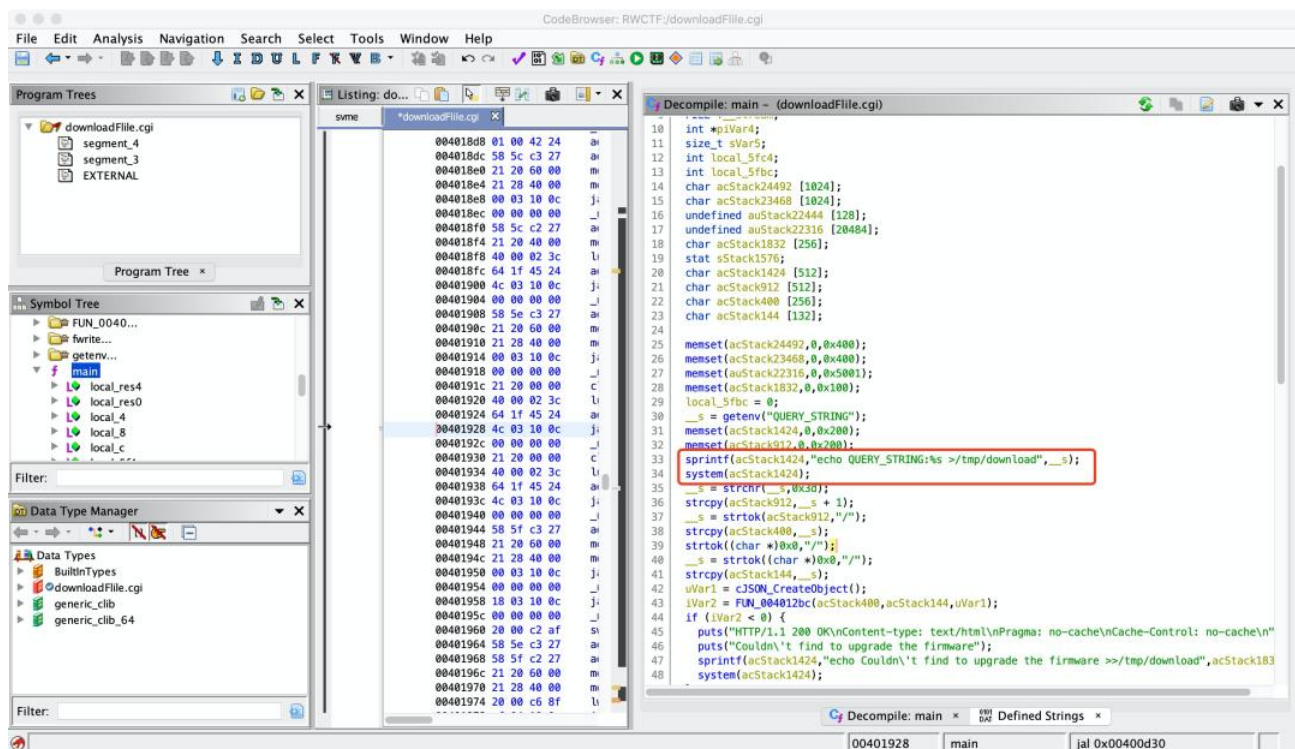 CodeBrowser: RWCTF:/downloadFlile.cgi
File Edit Analysis Navigation Search Select Tools Window Help
I D U L F
B
Program Trees
downloadFlile.cgi
segment_4
segment_3
EXTERNAL
Program Tree ×
Symbol Tree
FUN_0040...
fwrite...
getenv...
f main
local_res4
local_res0
local_4
local_8
local_c
Filter:
Data Type Manager
Data Types
BuiltInTypes
downloadFlile.cgi
generic_clib
generic_clib_64
Filter:
Listing: do...
svme *downloadFlile.cgi
004018d8 01 00 42 24
004018dc 58 5c c3 27
004018e0 21 20 60 00
004018e4 21 28 40 00
004018e8 00 03 10 0c
004018ec 00 00 00 00
004018f0 58 5c c2 27
004018f4 21 20 40 00
004018f8 40 00 02 3c
004018fc 64 1f 45 24
00401900 4c 03 10 0c
00401904 00 00 00 00
00401908 58 5e c3 27
0040190c 21 20 60 00
00401910 21 28 40 00
00401914 00 03 10 0c
00401918 00 00 00 00
0040191c 21 20 00 00
00401920 40 00 02 3c
00401924 64 1f 45 24
00401928 4c 03 10 0c
0040192c 00 00 00 00
00401930 21 20 00 00
00401934 40 00 02 3c
00401938 64 1f 45 24
0040193c 4c 03 10 0c
00401940 00 00 00 00
00401944 58 5f c3 27
00401948 21 20 60 00
0040194c 21 28 40 00
00401950 00 03 10 0c
00401954 00 00 00 00
00401958 18 03 10 0c
0040195c 00 00 00 00
00401960 20 00 c2 af
00401964 58 5e c3 27
00401968 58 5f c2 27
0040196c 21 20 60 00
00401970 21 28 40 00
00401974 20 00 c6 8f
Decompile: main - (downloadFlile.cgi)
10 int *piVar4;
11 size_t sVar5;
12 int local_5fc4;
13 int local_5fbc;
14 char acStack24492 [1024];
15 char acStack23468 [1024];
16 undefined auStack22444 [128];
17 undefined auStack22316 [20484];
18 char acStack1832 [256];
19 stat sStack1576;
20 char acStack1424 [512];
21 char acStack912 [512];
22 char acStack400 [256];
23 char acStack144 [132];
24
25 memset(acStack24492,0,0x400);
26 memset(acStack23468,0,0x400);
27 memset(auStack22316,0,0x5001);
28 memset(acStack1832,0,0x100);
29 local_5fbc = 0;
30 __s = getenv("QUERY_STRING");
31 memset(acStack1424,0,0x200);
32 memset(acStack912,0,0x200);
33 sprintf(acStack1424,"echo QUERY_STRING:%s >/tmp/download",__s);
34 system(acStack1424);
35 __s = strchr(__s,0x3d);
36 strcpy(acStack912,__s + 1);
37 __s = strtok(acStack912,"/");
38 strcpy(acStack400,__s);
39 strtok((char *)0x0,"/");
40 __s = strtok((char *)0x0,"/");
41 strcpy(acStack144,__s);
42 uVar1 = cJSON_CreateObject();
43 iVar2 = FUN_004012bc(acStack400,acStack144,uVar1);
44 if (iVar2 < 0) {
45 puts("HTTP/1.1 200 OK\nContent-type: text/html\nPragma: no-cache\nCache-Control: no-cache\n"
46 puts("Couldn\'t find to upgrade the firmware");
47 sprintf(acStack1424,"echo Couldn\'t find to upgrade the firmware >>/tmp/download",acStack183
48 system(acStack1424);
Decompile: main × Defined Strings ×
00401928 main jal 0x00400d30